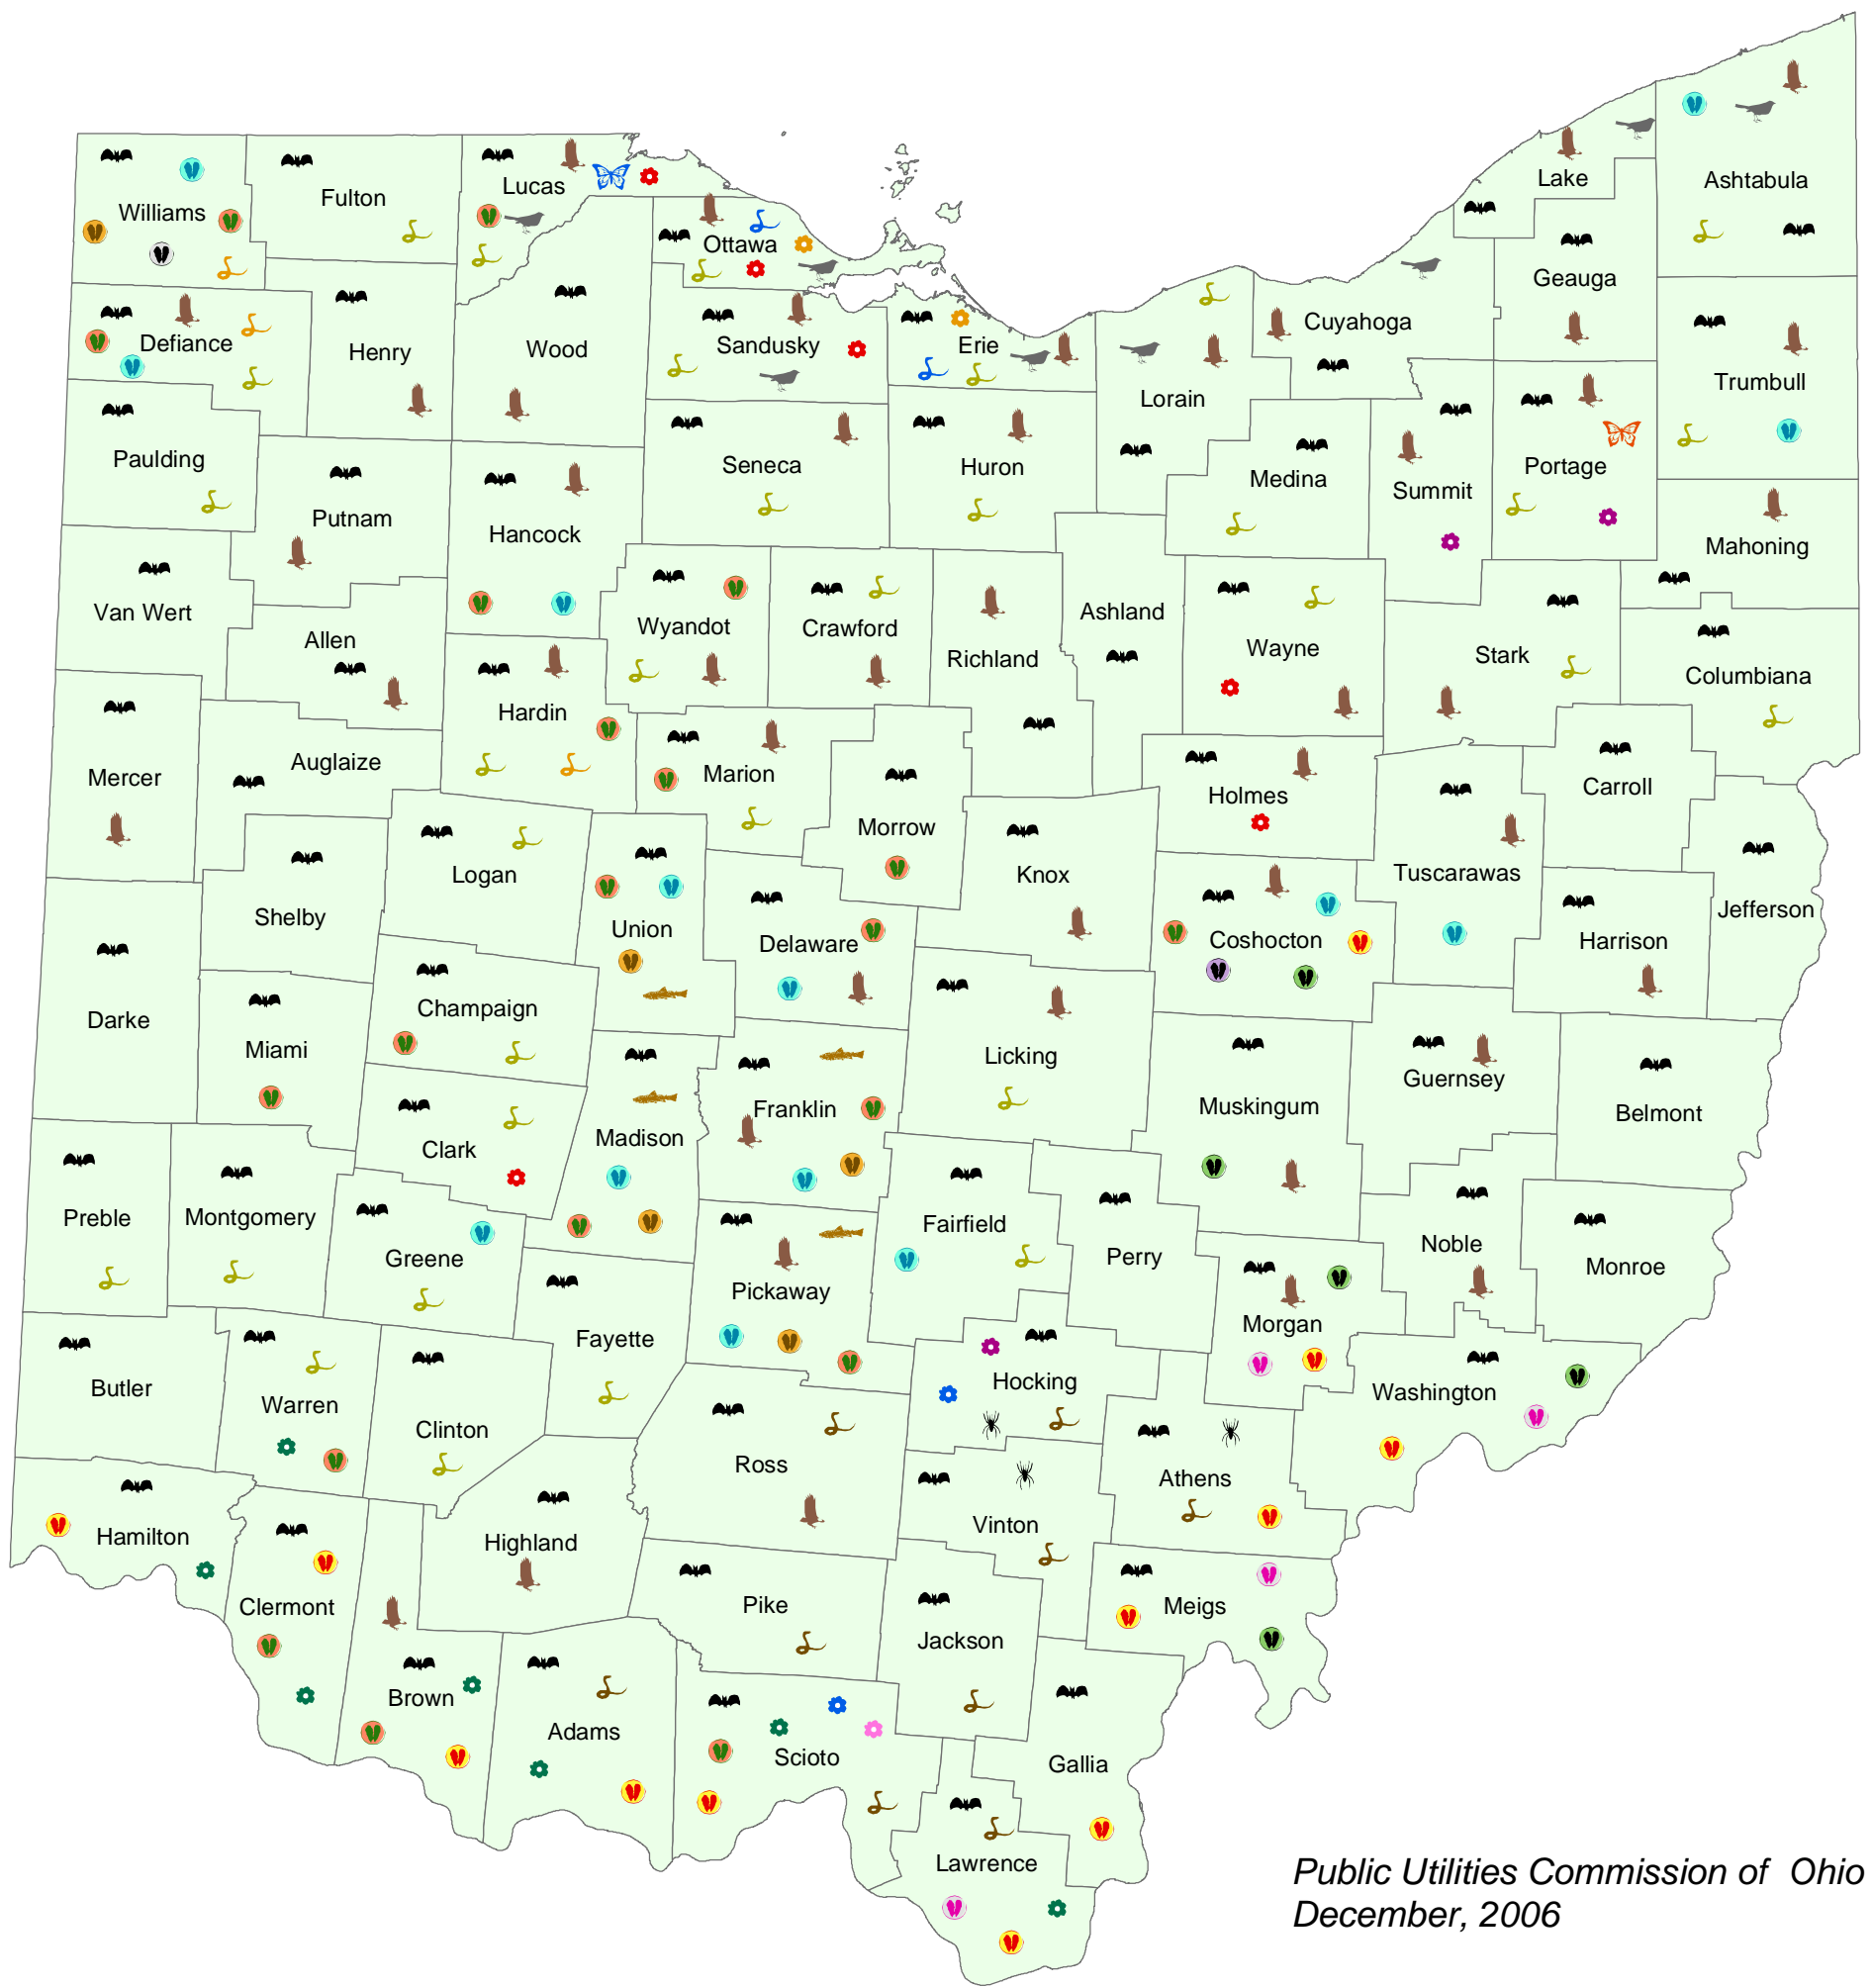 Ashtabula
Lake
Lucas
Fulton
Williams
Ottawa
Geauga
Cuyahoga
Defiance
Sandusky
Erie
Wood
Henry
Trumbull
Lorain
Paulding
Seneca
Huron
Portage
Medina
Summit
Putnam
Hancock
Mahoning
Van Wert
Ashland
Wyandot
Crawford
Allen
Wayne
Stark
Richland
Columbiana
Hardin
Auglaize
Marion
Mercer
Carroll
Holmes
Morrow
Tuscarawas
Logan
Knox
Jefferson
Shelby
Union
Delaware
Coshocton
Harrison
Champaign
Darke
Miami
Licking
Guernsey
Muskingum
Franklin
Belmont
Madison
Clark
Preble
Montgomery
Fairfield
Noble
Greene
Perry
Monroe
Pickaway
Morgan
Fayette
Hocking
Butler
Washington
Warren
Clinton
Ross
Athens
Vinton
Hamilton
Highland
Pike
Meigs
Clermont
Jackson
Brown
Adams
Scioto
Gallia
Lawrence
Public Utilities Commission of Ohio
December, 2006